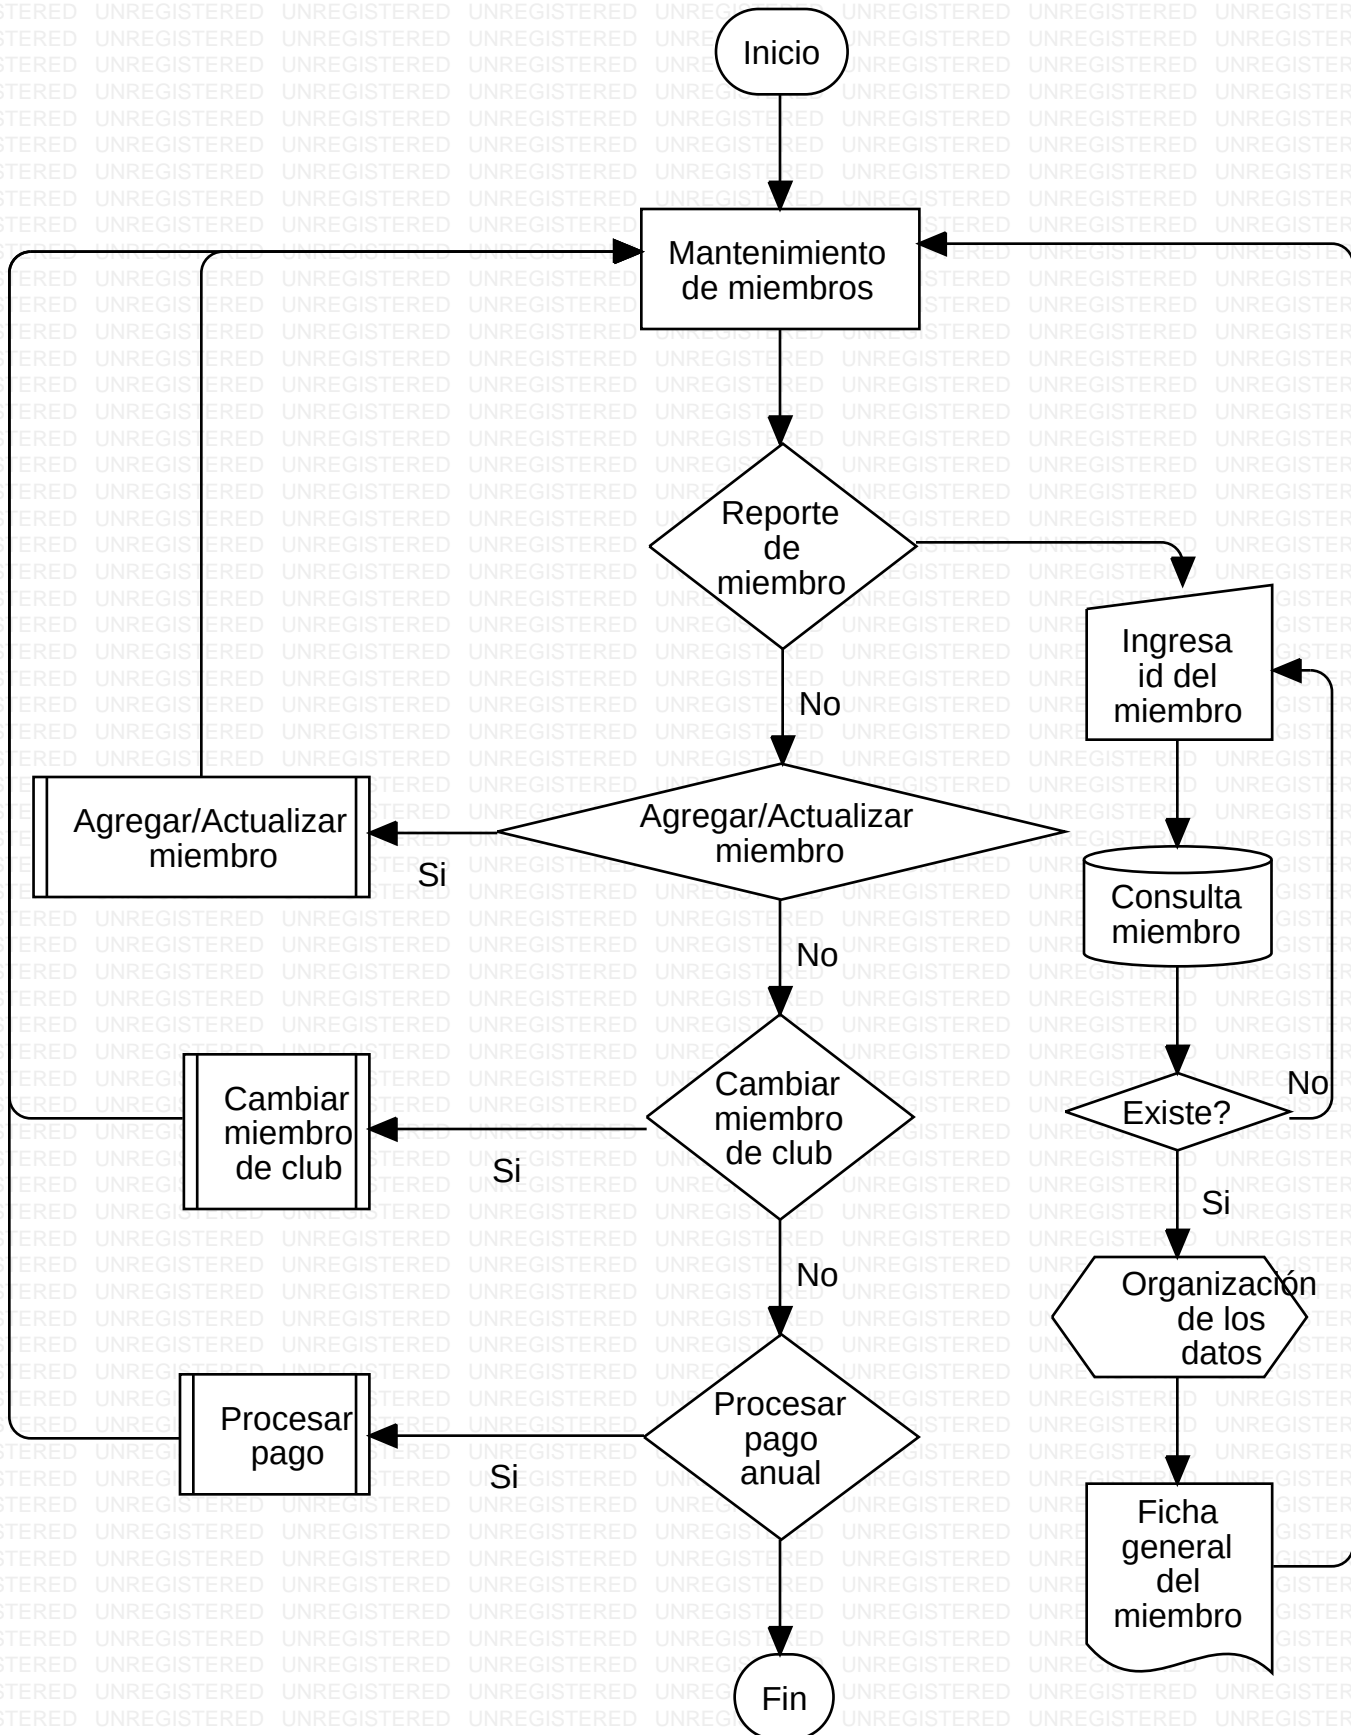 Inicio
Mantenimiento
de miembros
Reporte
de
miembro
Ingresa
id del
miembro
No
Agregar/Actualizar
miembro
Si
Agregar/Actualizar
miembro
Consulta
miembro
No
Cambiar
miembro
de club
Si
Cambiar
miembro
de club
Existe?
No
Si
No
Organización
de los
datos
Procesar
pago
Si
Procesar
pago
anual
Ficha
general
del
miembro
Fin
UNREGISTERED